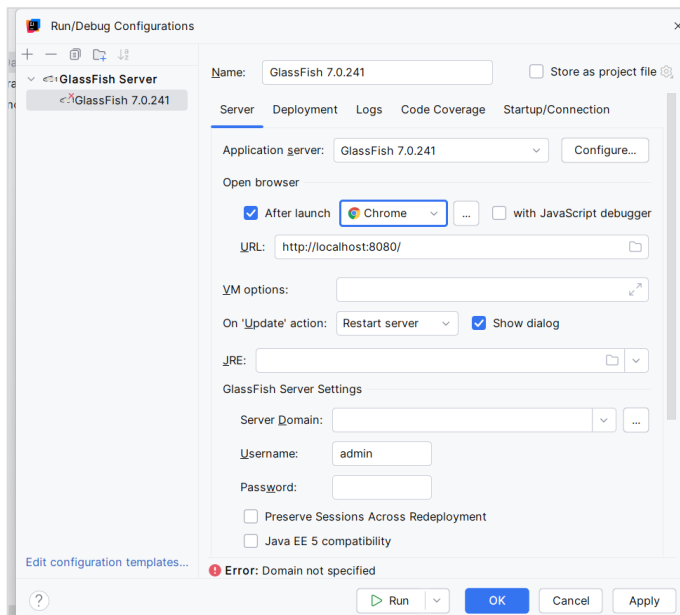 Run/Debug Configurations
GlassFish Server
GlassFish 7.0.241
Edit configuration templates...
Name: GlassFish 7.0.241 Store as project file
Server Deployment Logs Code Coverage Startup/Connection
Application server: GlassFish 7.0.241 Configure...
Open browser
After launch Chrome ... with JavaScript debugger
URL: http://localhost:8080/
VM options:
On 'Update' action: Restart server Show dialog
JRE:
GlassFish Server Settings
Server Domain: ...
Username: admin
Password:
Preserve Sessions Across Redeployment
Java EE 5 compatibility
Error: Domain not specified
? Run OK Cancel Apply